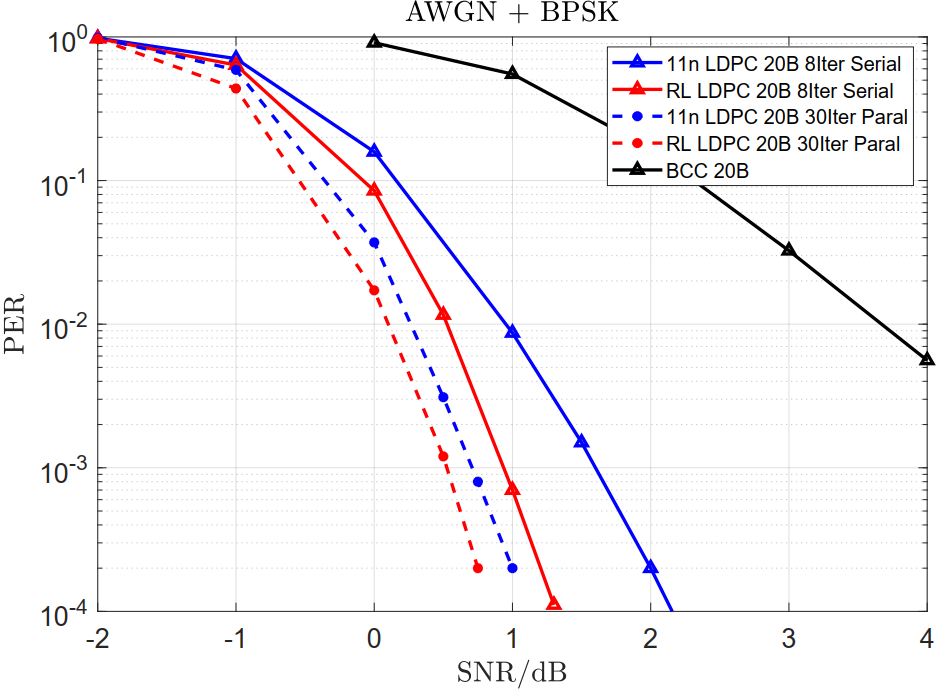 AWGN + BPSK
11n LDPC 20B 8Iter Serial
RL LDPC 20B 8Iter Serial
11n LDPC 20B 30Iter Paral
RL LDPC 20B 30Iter Paral
BCC 20B
PER
10^0
10^-1
10^-2
10^-3
10^-4
-2 -1 0 1 2 3 4
SNR/dB